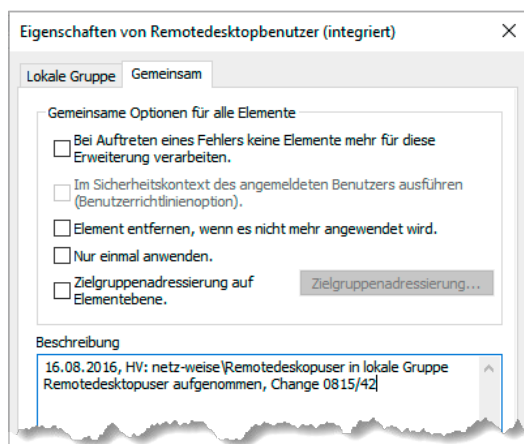 Eigenschaften von Remotedesktopbenutzer (integriert)
Lokale Gruppe Gemeinsam
Gemeinsame Optionen für alle Elemente
Bei Auftreten eines Fehlers keine Elemente mehr für diese
Erweiterung verarbeiten.
Im Sicherheitskontext des angemeldeten Benutzers ausführen
(Benutzerrichtlinienoption).
Element entfernen, wenn es nicht mehr angewendet wird.
Nur einmal anwenden.
Zielgruppenadressierung auf
Elementebene.
Zielgruppenadressierung...
Beschreibung
16.08.2016, HV: netz-weise\Remotedeskopuser in lokale Gruppe
Remotedesktopuser aufgenommen, Change 0815/42